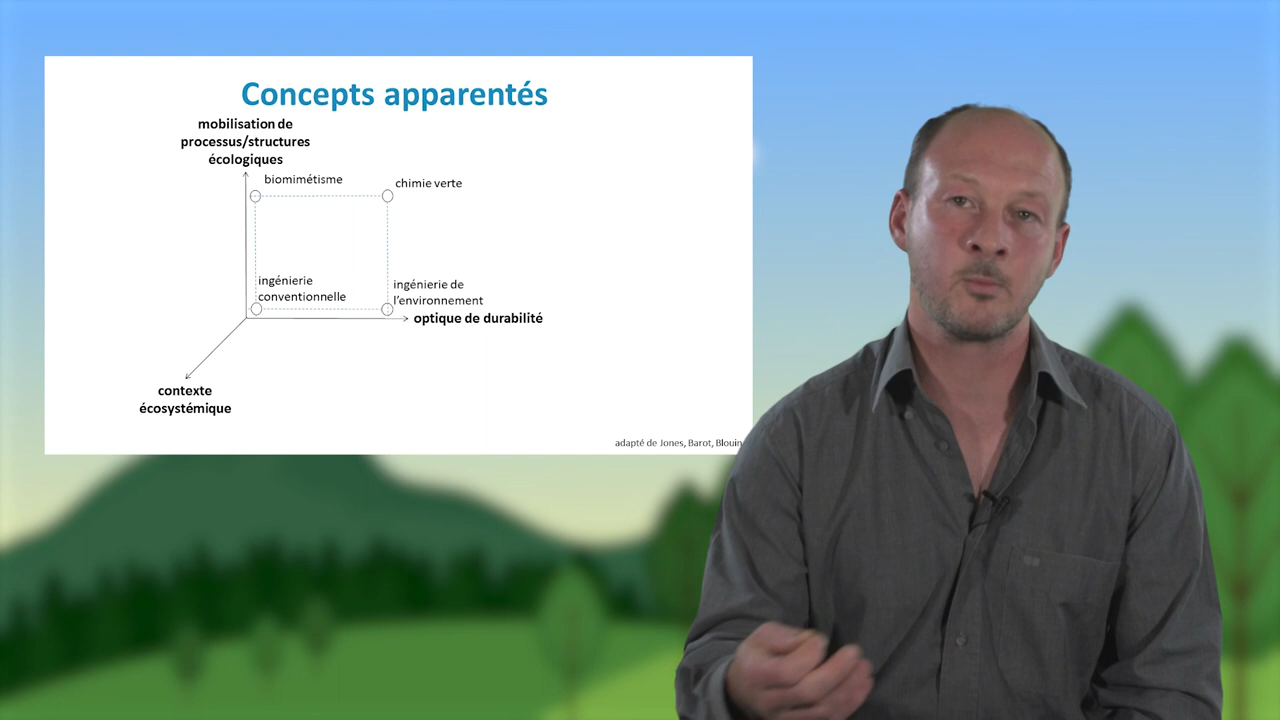 Concepts apparentés
mobilisation de
processus/structures
écologiques
biomimétisme
chimie verte
ingénierie
conventionnelle
ingénierie de
l'environnement
optique de durabilité
contexte
écosystémique
adapté de Jones, Barot, Blouin